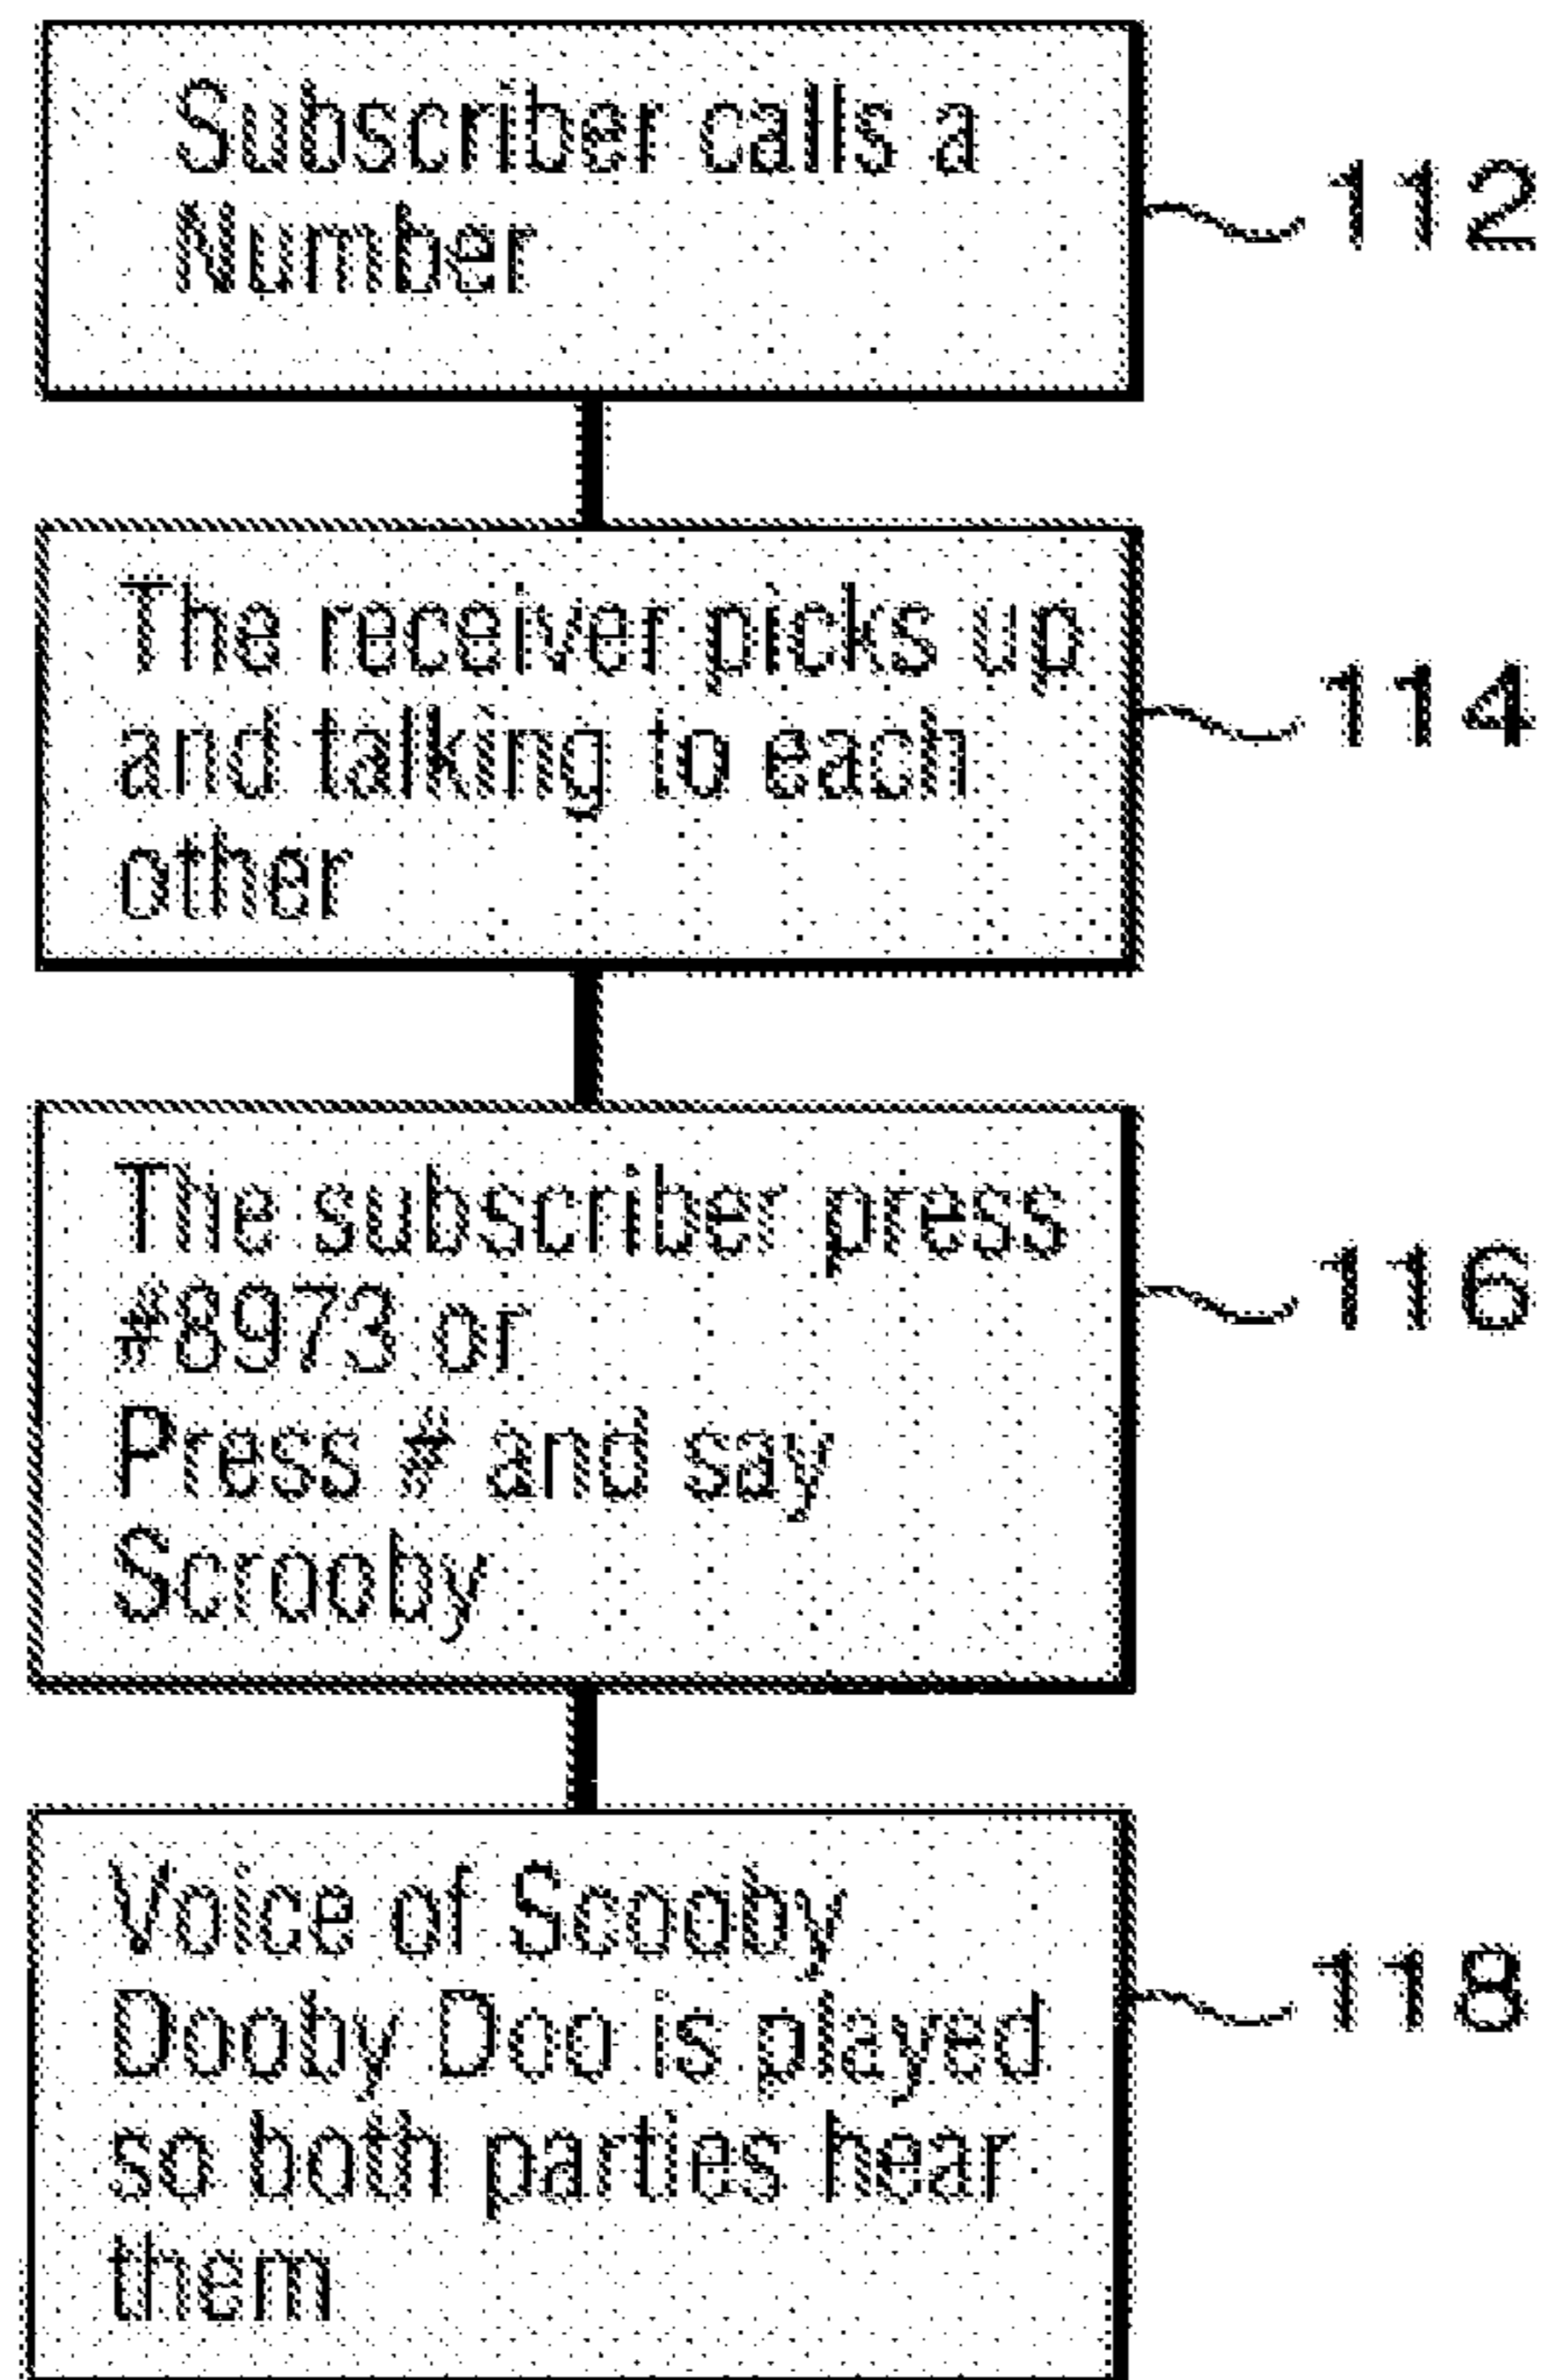 Subscriber calls a
Number
112
The receiver picks up
and talking to each
other
114
The subscriber press
#8973 or
Press # and say
Scrooby
116
Voice of Scooby
Dooby Doo is played
so both parties hear
them
118